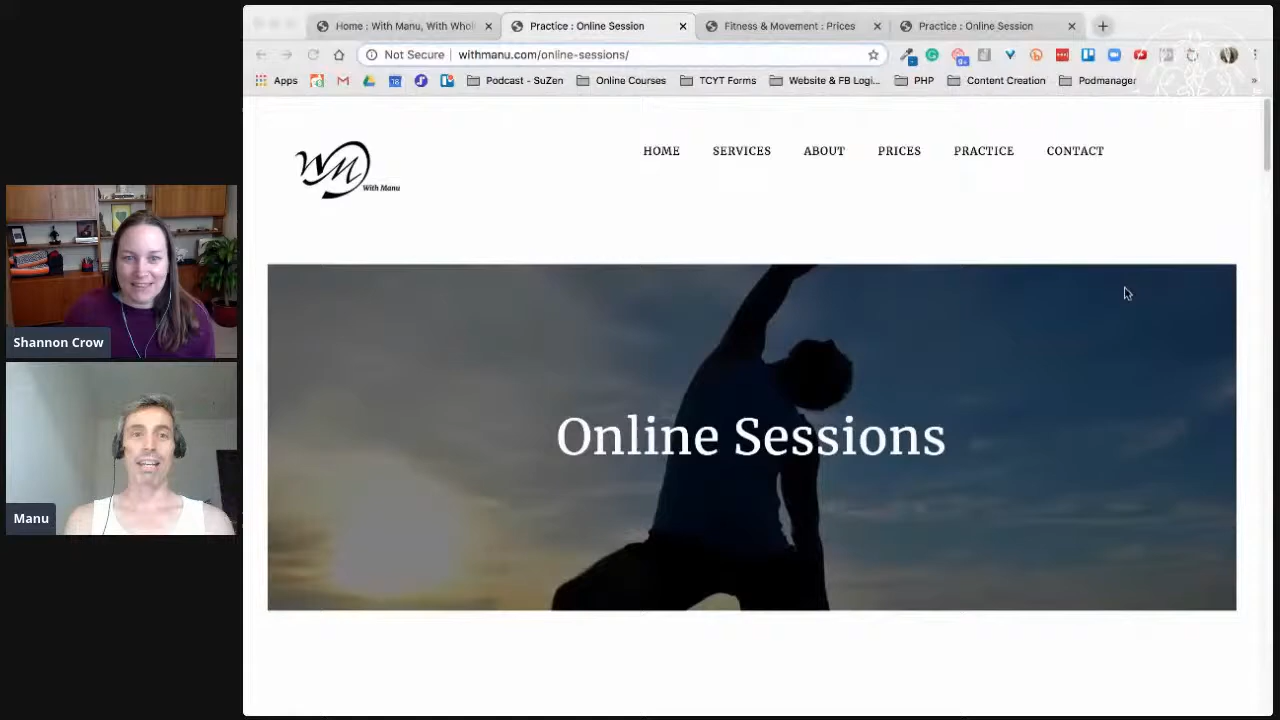 Home : With Manu, With Whol
Practice : Online Session
Fitness & Movement : Prices
Practice : Online Session
Not Secure
withmanu.com/online-sessions/
Apps
Podcast - SuZen
Online Courses
TCYT Forms
Website & FB Logi...
PHP
Content Creation
Podmanager
WM
With Manu
HOME
SERVICES
ABOUT
PRICES
PRACTICE
CONTACT
Online Sessions
Shannon Crow
Manu